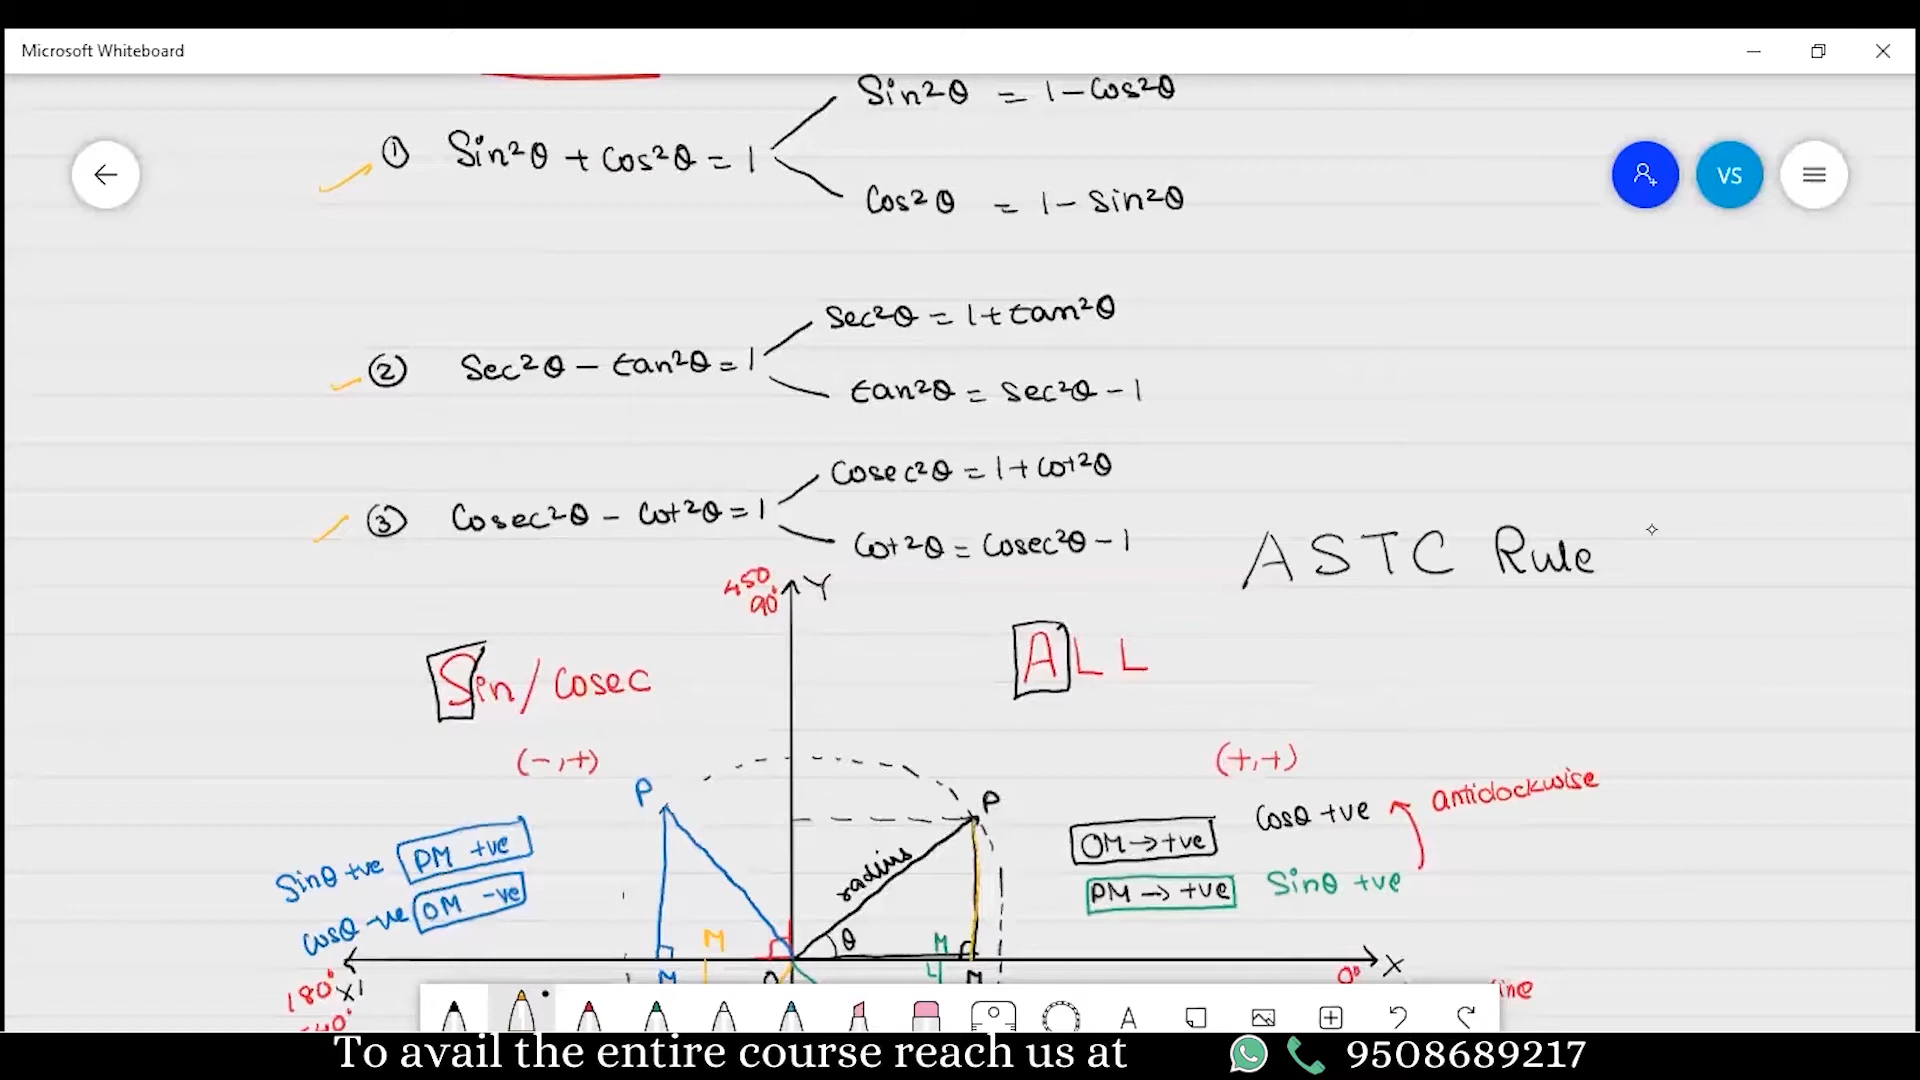 Microsoft Whiteboard
Sin²θ = 1 - Cos²θ
① Sin²θ + Cos²θ = 1
Cos²θ = 1 - Sin²θ
VS
Sec²θ = 1 + tan²θ
② Sec²θ - tan²θ = 1
tan²θ = Sec²θ - 1
Cosec²θ = 1 + Cot²θ
③ Cosec²θ - Cot²θ = 1
Cot²θ = Cosec²θ - 1
ASTC Rule
450
90° Y
Sin/Cosec
ALL
(-,+)
(+,+)
P
P
anticlockwise
OM → +ve Cosθ +ve
PM → +ve Sinθ +ve
Sinθ +ve PM +ve
Cosθ -ve OM -ve
radius
θ
M
M
M
M
O
X
0°
180° X'
To avail the entire course reach us at 9508689217